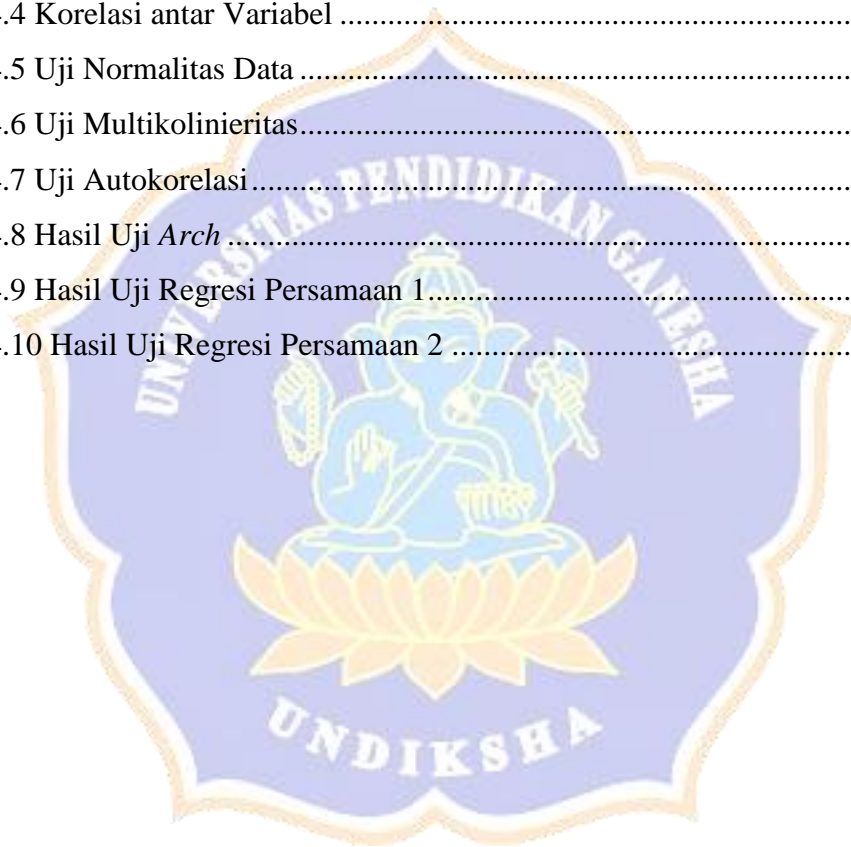 .4 Korelasi antar Variabel ................................................................
.5 Uji Normalitas Data ................................................................
.6 Uji Multikolinieritas................................................................
.7 Uji Autokorelasi................................................................
.8 Hasil Uji Arch ................................................................
.9 Hasil Uji Regresi Persamaan 1................................................................
.10 Hasil Uji Regresi Persamaan 2 ................................................................
UNIVERSITAS PENDIDIKAN GANESHA
UNDIKSHA